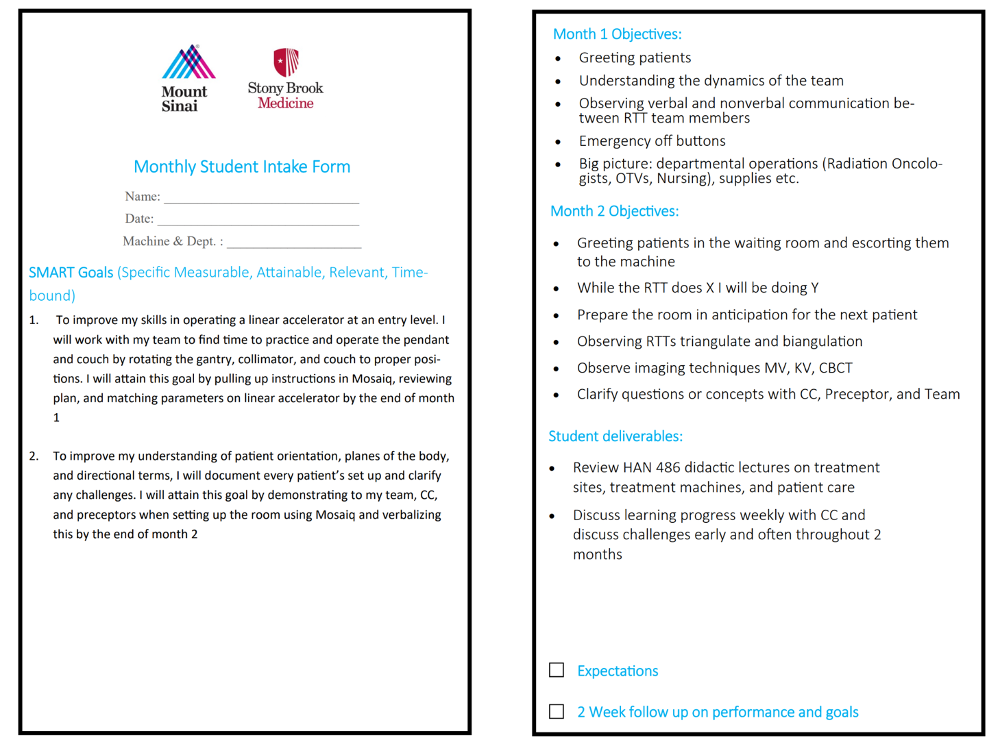 Mount
Sinai
Stony Brook
Medicine
Monthly Student Intake Form
Name: ______________________________
Date: _______________________________
Machine & Dept. : _____________________
SMART Goals (Specific Measurable, Attainable, Relevant, Time-
bound)
1. To improve my skills in operating a linear accelerator at an entry level. I
will work with my team to find time to practice and operate the pendant
and couch by rotating the gantry, collimator, and couch to proper posi-
tions. I will attain this goal by pulling up instructions in Mosaiq, reviewing
plan, and matching parameters on linear accelerator by the end of month
1
2. To improve my understanding of patient orientation, planes of the body,
and directional terms, I will document every patient’s set up and clarify
any challenges. I will attain this goal by demonstrating to my team, CC,
and preceptors when setting up the room using Mosaiq and verbalizing
this by the end of month 2
Month 1 Objectives:
• Greeting patients
• Understanding the dynamics of the team
• Observing verbal and nonverbal communication be-
tween RTT team members
• Emergency off buttons
• Big picture: departmental operations (Radiation Oncolo-
gists, OTVs, Nursing), supplies etc.
Month 2 Objectives:
• Greeting patients in the waiting room and escorting them
to the machine
• While the RTT does X I will be doing Y
• Prepare the room in anticipation for the next patient
• Observing RTTs triangulate and biangulation
• Observe imaging techniques MV, KV, CBCT
• Clarify questions or concepts with CC, Preceptor, and Team
Student deliverables:
• Review HAN 486 didactic lectures on treatment
sites, treatment machines, and patient care
• Discuss learning progress weekly with CC and
discuss challenges early and often throughout 2
months
☐ Expectations
☐ 2 Week follow up on performance and goals